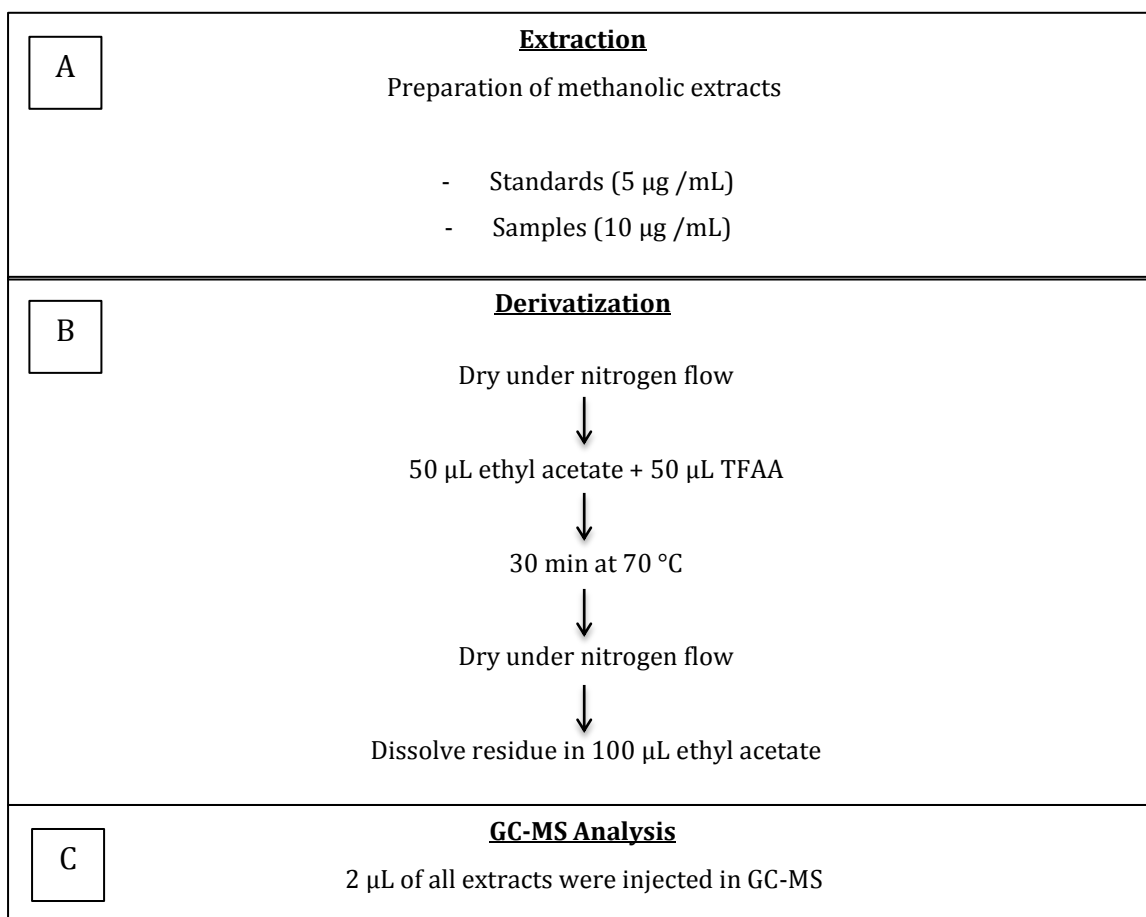 A
Extraction
Preparation of methanolic extracts
- Standards (5 µg /mL)
- Samples (10 µg /mL)
B
Derivatization
Dry under nitrogen flow
50 µL ethyl acetate + 50 µL TFAA
30 min at 70 °C
Dry under nitrogen flow
Dissolve residue in 100 µL ethyl acetate
C
GC-MS Analysis
2 µL of all extracts were injected in GC-MS